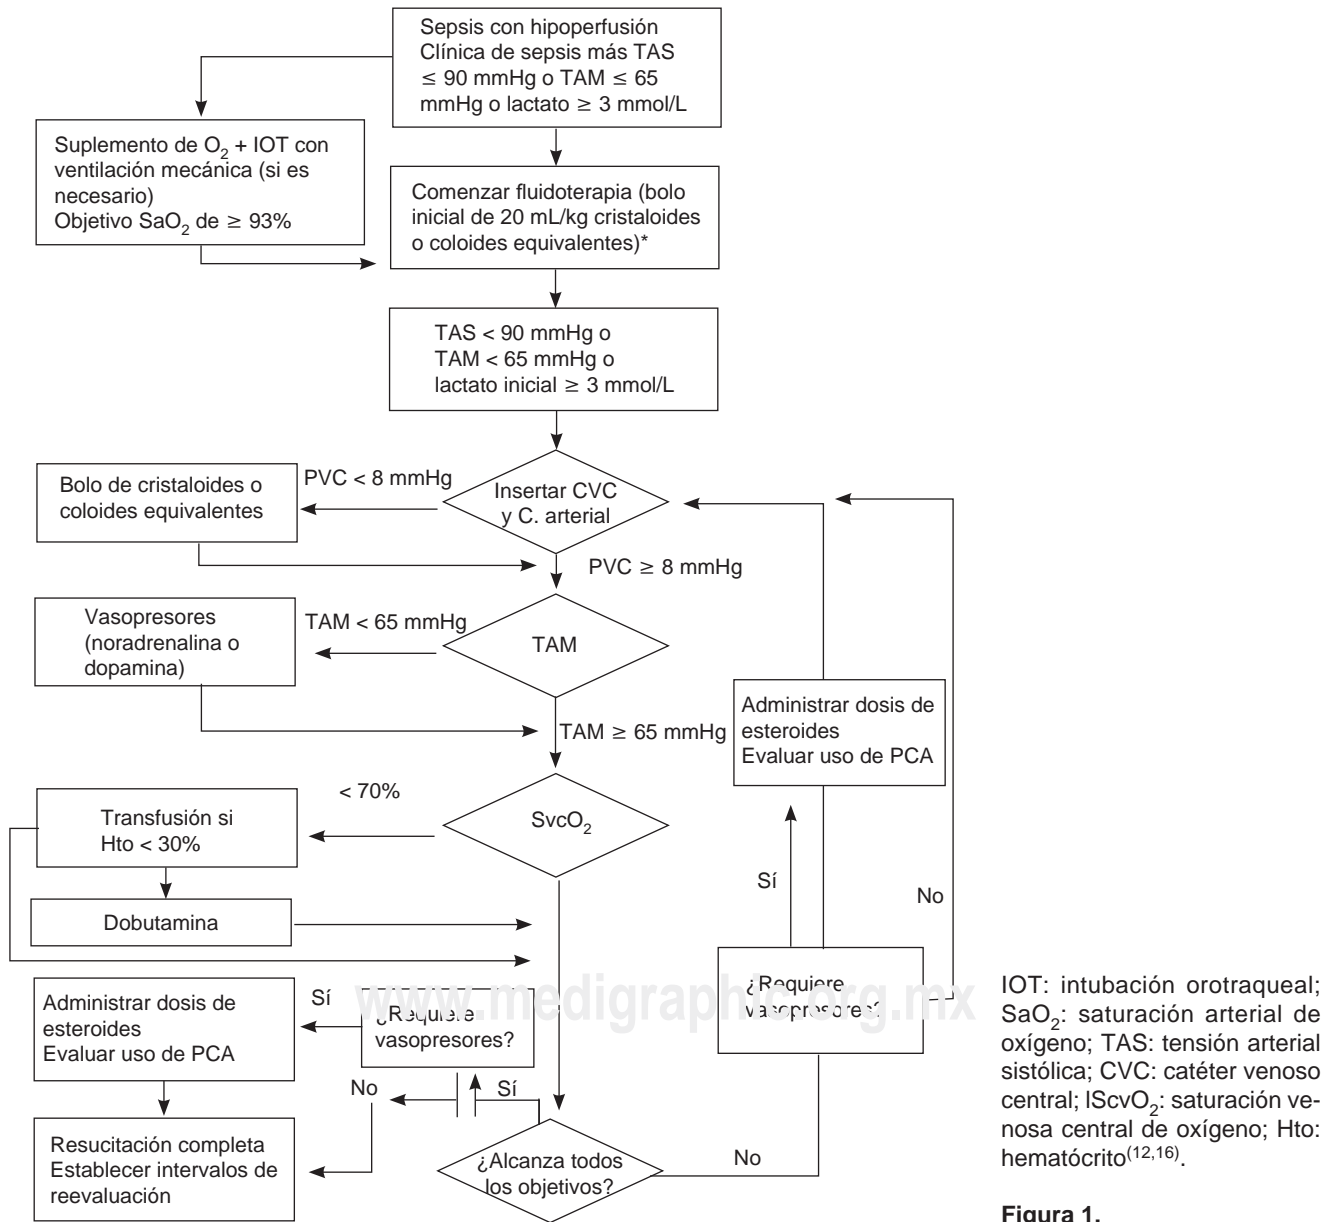 Sepsis con hipoperfusión
Clínica de sepsis más TAS
≤ 90 mmHg o TAM ≤ 65
mmHg o lactato ≥ 3 mmol/L
Suplemento de O₂ + IOT con
ventilación mecánica (si es
necesario)
Objetivo SaO₂ de ≥ 93%
Comenzar fluidoterapia (bolo
inicial de 20 mL/kg cristaloides
o coloides equivalentes)*
TAS < 90 mmHg o
TAM < 65 mmHg o
lactato inicial ≥ 3 mmol/L
Bolo de cristaloides o
coloides equivalentes
PVC < 8 mmHg
Insertar CVC
y C. arterial
PVC ≥ 8 mmHg
Vasopresores
(noradrenalina o
dopamina)
TAM < 65 mmHg
TAM
TAM ≥ 65 mmHg
Administrar dosis de
esteroides
Evaluar uso de PCA
< 70%
Transfusión si
Hto < 30%
SvcO₂
Sí
No
Dobutamina
Administrar dosis de
esteroides
Evaluar uso de PCA
Sí
¿Requiere
vasopresores?
¿Requiere
vasopresores?
www.medigraphic.org.mx
No
Sí
Resucitación completa
Establecer intervalos de
reevaluación
¿Alcanza todos
los objetivos?
No
IOT: intubación orotraqueal;
SaO₂: saturación arterial de
oxígeno; TAS: tensión arterial
sistólica; CVC: catéter venoso
central; lScvO₂: saturación ve-
nosa central de oxígeno; Hto:
hematócrito(12,16).
Figura 1.